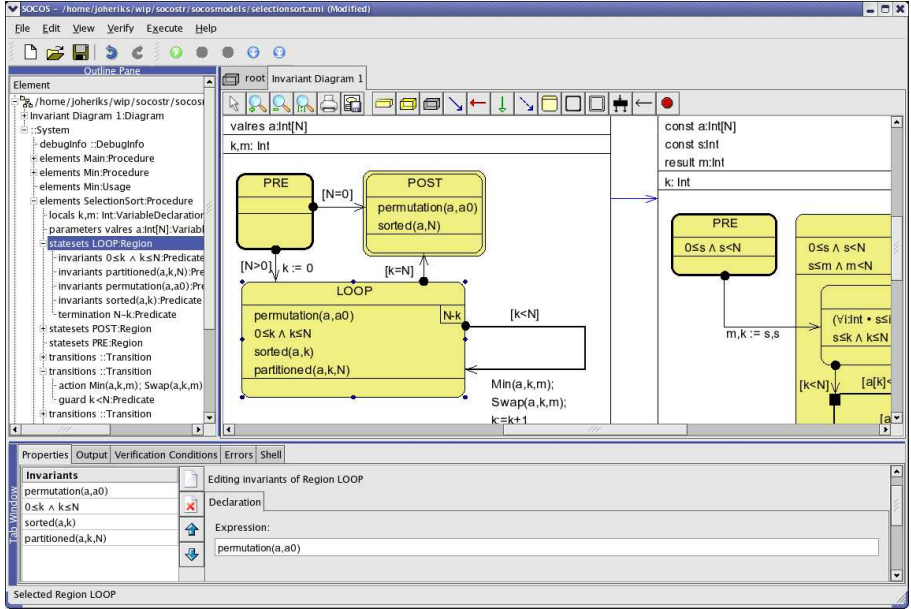 SOCOS - /home/joheriks/wip/socostr/socosmodels/selectionsort.xmi (Modified)
File Edit View Verify Execute Help
Outline Pane
Element
/home/joheriks/wip/socostr/socosr
Invariant Diagram 1:Diagram
::System
debugInfo ::DebugInfo
elements Main:Procedure
elements Min:Procedure
elements Min:Usage
elements SelectionSort:Procedure
locals k,m: Int:VariableDeclaration
parameters valres a:Int[N]:Variabl
statesets LOOP:Region
invariants 0≤k ∧ k≤N:Predicate
invariants partitioned(a,k,N):Pre
invariants permutation(a,a0):Pre
invariants sorted(a,k):Predicate
termination N-k:Predicate
statesets POST:Region
statesets PRE:Region
transitions ::Transition
transitions ::Transition
action Min(a,k,m); Swap(a,k,m)
guard k<N:Predicate
transitions ::Transition
root Invariant Diagram 1
valres a:Int[N]
k,m: Int
PRE
[N=0]
POST
permutation(a,a0)
sorted(a,N)
[N>0] k := 0
[k=N]
LOOP
N-k
permutation(a,a0)
0≤k ∧ k≤N
sorted(a,k)
partitioned(a,k,N)
[k<N]
Min(a,k,m);
Swap(a,k,m);
k:=k+1
const a:Int[N]
const s:Int
result m:Int
k: Int
PRE
0≤s ∧ s<N
m,k := s,s
0≤s ∧ s<N
s≤m ∧ m<N
(∀i:Int • s≤i
s≤k ∧ k≤N
[k<N]
[a[k]<
[a
Properties Output Verification Conditions Errors Shell
Tab Window
Invariants
permutation(a,a0)
0≤k ∧ k≤N
sorted(a,k)
partitioned(a,k,N)
Editing invariants of Region LOOP
Declaration
Expression:
permutation(a,a0)
Selected Region LOOP